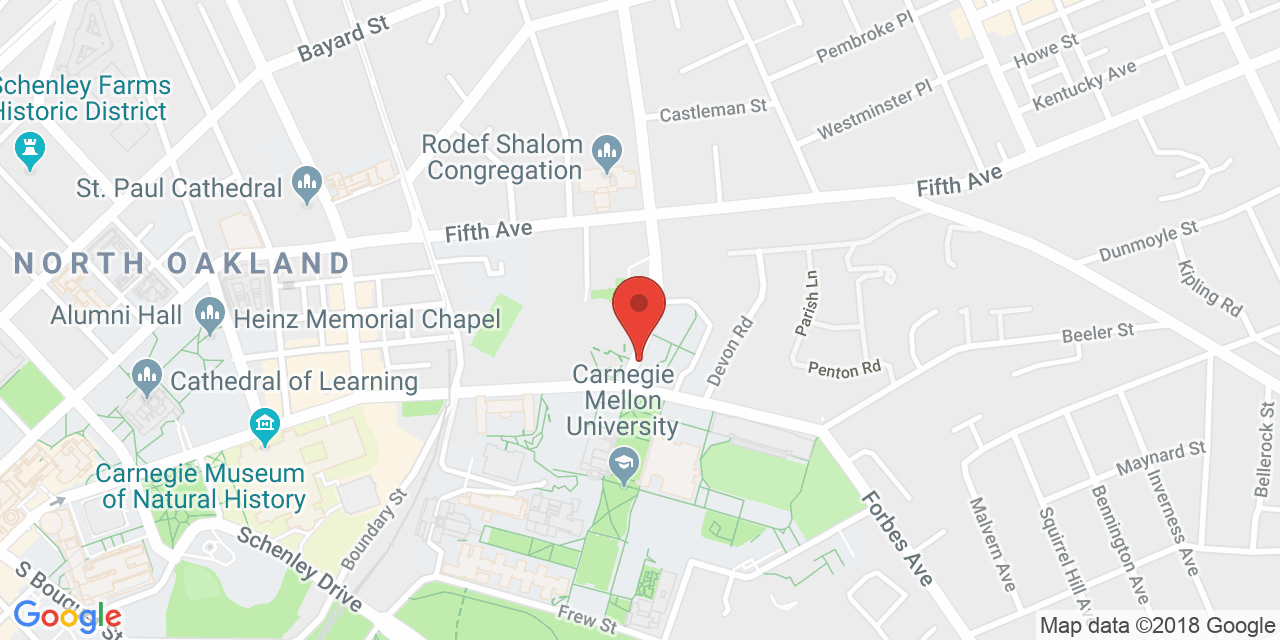 Bayard St
Pembroke Pl
Howe St
Kentucky Ave
Schenley Farms
Historic District
Castleman St
Westminster Pl
Rodef Shalom
Congregation
St. Paul Cathedral
Fifth Ave
Fifth Ave
NORTH OAKLAND
Dunmoyle St
Kipling Rd
Parish Ln
Alumni Hall
Heinz Memorial Chapel
Beeler St
Devon Rd
Penton Rd
Cathedral of Learning
Carnegie
Mellon
University
Bellerock St
Maynard St
Carnegie Museum
of Natural History
Boundary St
Forbes Ave
Inverness Ave
Bennington Ave
Squirrel Hill Av
Malvern Ave
Schenley Drive
S Bouquet St
Frew St
Google
Map data ©2018 Google